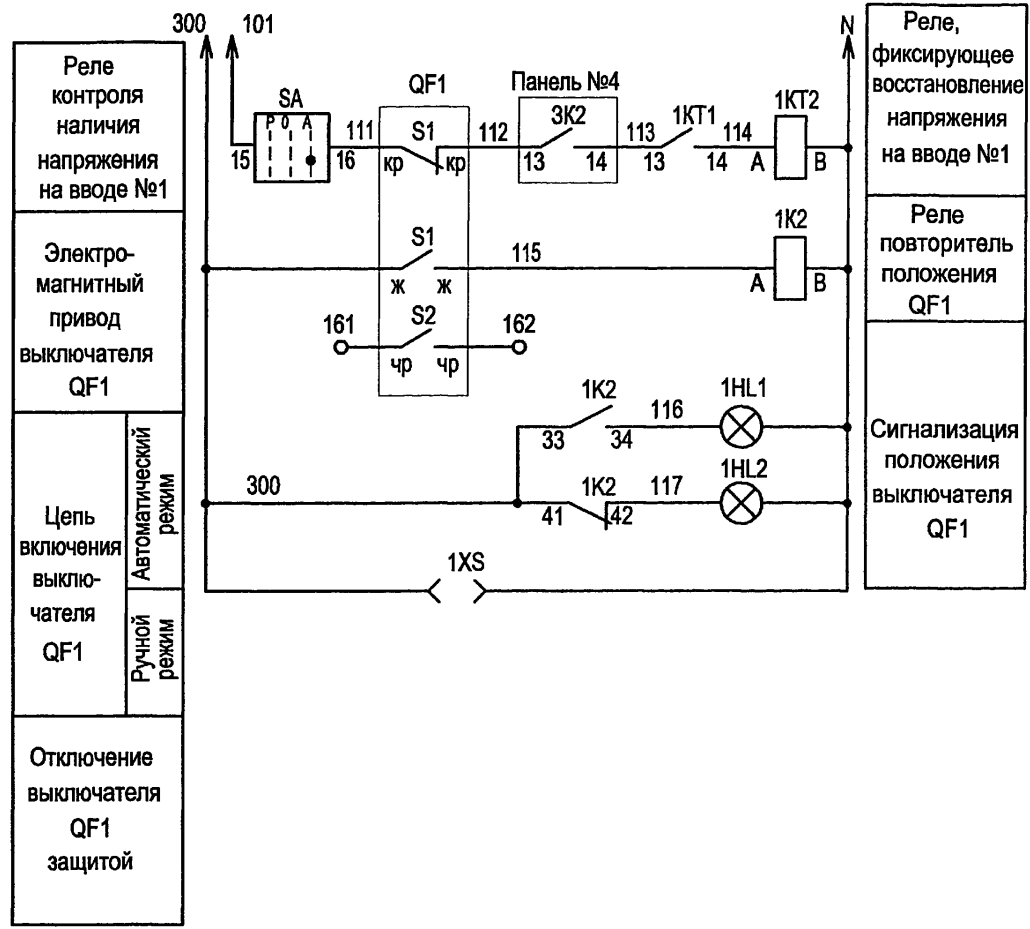 300 101
N
Реле
контроля
наличия
напряжения
на вводе №1
Электро-
магнитный
привод
выключателя
QF1
Цепь
включения
выклю-
чателя
QF1
Автоматический
режим
Ручной
режим
Отключение
выключателя
QF1
защитой
SA
P O A
15
16
111
QF1
S1
кр
кр
112
Панель №4
3K2
13
14
113
1KT1
13
14
114
1KT2
A
B
S1
ж
ж
115
1K2
A
B
161
S2
чр
чр
162
1K2
33
34
116
1HL1
300
1K2
41
42
117
1HL2
1XS
Реле,
фиксирующее
восстановление
напряжения
на вводе №1
Реле
повторитель
положения
QF1
Сигнализация
положения
выключателя
QF1